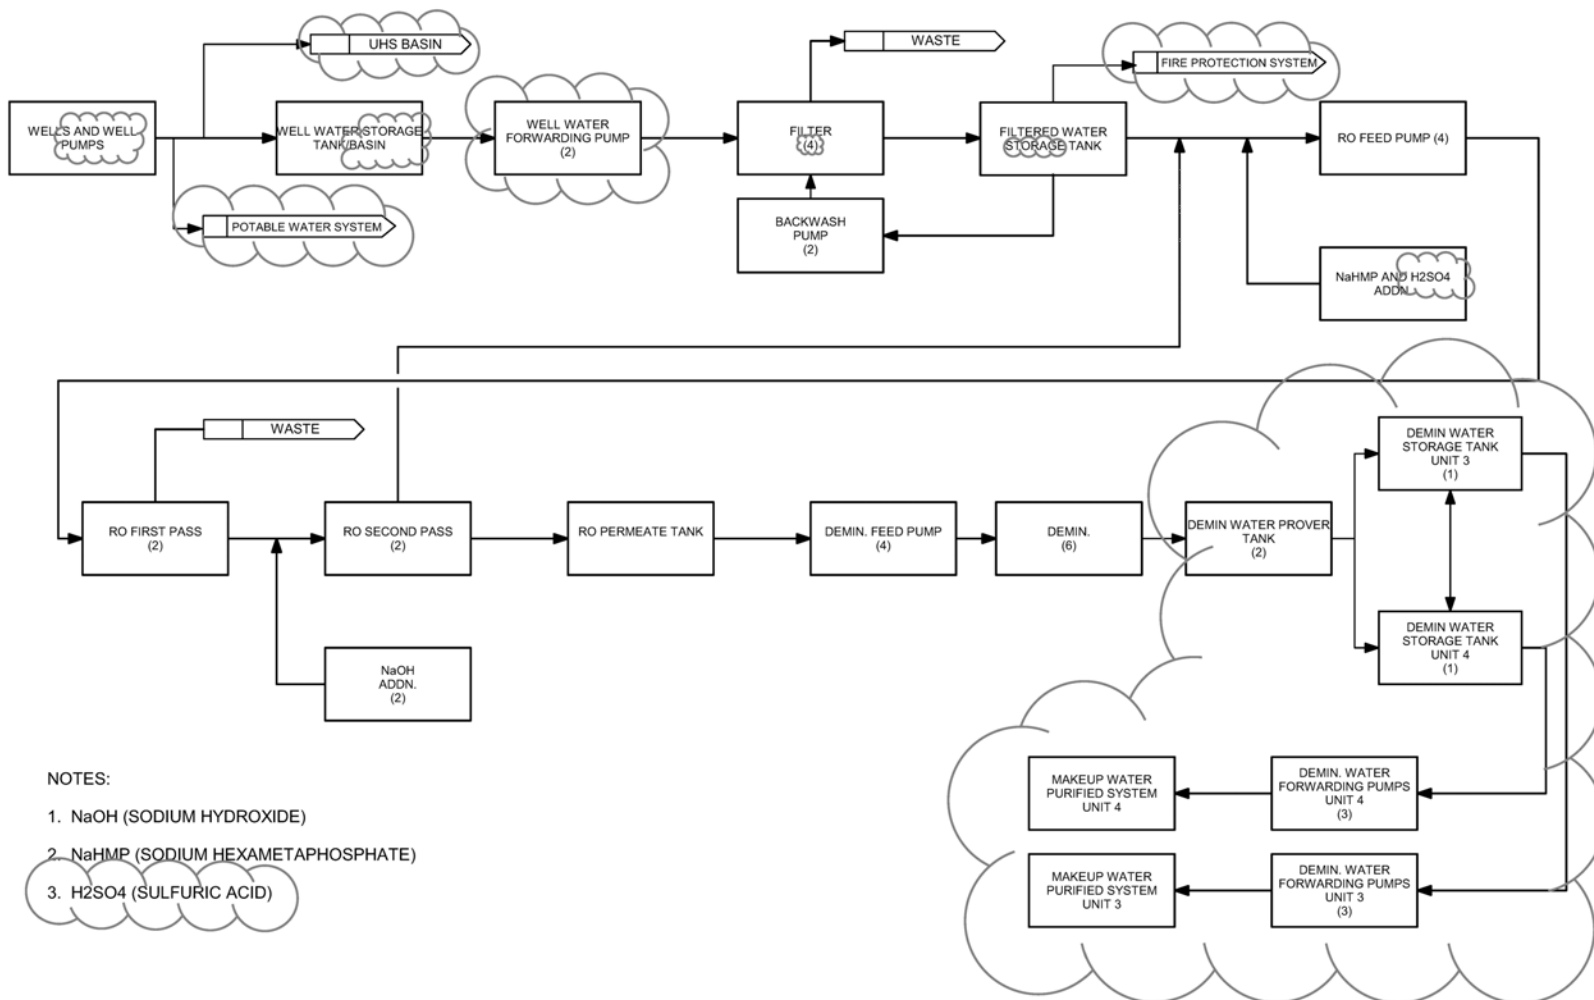 UHS BASIN
WASTE
FIRE PROTECTION SYSTEM
WELLS AND WELL
PUMPS
WELL WATER STORAGE
TANK/BASIN
WELL WATER
FORWARDING PUMP
(2)
FILTER
(4)
FILTERED WATER
STORAGE TANK
RO FEED PUMP (4)
POTABLE WATER SYSTEM
BACKWASH
PUMP
(2)
NaHMP AND H2SO4
ADDN.
WASTE
RO FIRST PASS
(2)
RO SECOND PASS
(2)
RO PERMEATE TANK
DEMIN. FEED PUMP
(4)
DEMIN.
(6)
DEMIN WATER PROVER
TANK
(2)
DEMIN WATER
STORAGE TANK
UNIT 3
(1)
DEMIN WATER
STORAGE TANK
UNIT 4
(1)
NaOH
ADDN.
(2)
MAKEUP WATER
PURIFIED SYSTEM
UNIT 4
DEMIN. WATER
FORWARDING PUMPS
UNIT 4
(3)
MAKEUP WATER
PURIFIED SYSTEM
UNIT 3
DEMIN. WATER
FORWARDING PUMPS
UNIT 3
(3)
NOTES:
1. NaOH (SODIUM HYDROXIDE)
2. NaHMP (SODIUM HEXAMETAPHOSPHATE)
3. H2SO4 (SULFURIC ACID)